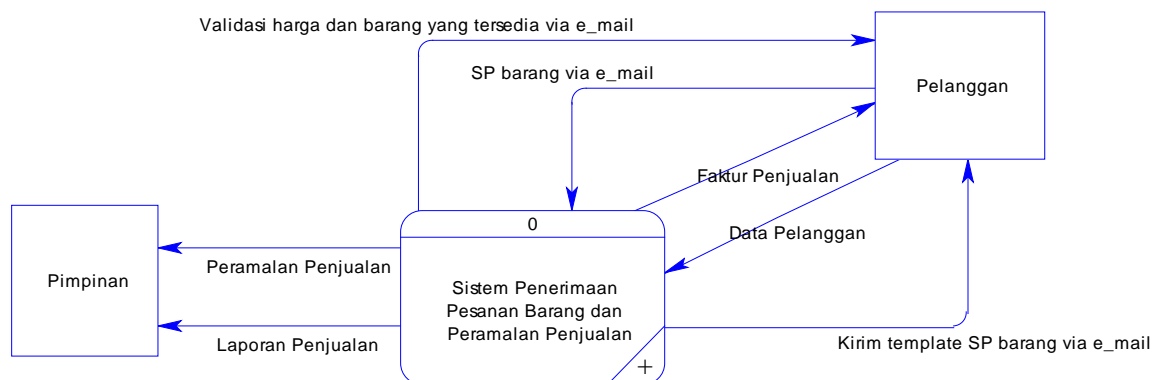 Validasi harga dan barang yang tersedia via e_mail
SP barang via e_mail
Pelanggan
Faktur Penjualan
Data Pelanggan
0
Sistem Penerimaan
Pesanan Barang dan
Peramalan Penjualan
+
Pimpinan
Peramalan Penjualan
Laporan Penjualan
Kirim template SP barang via e_mail